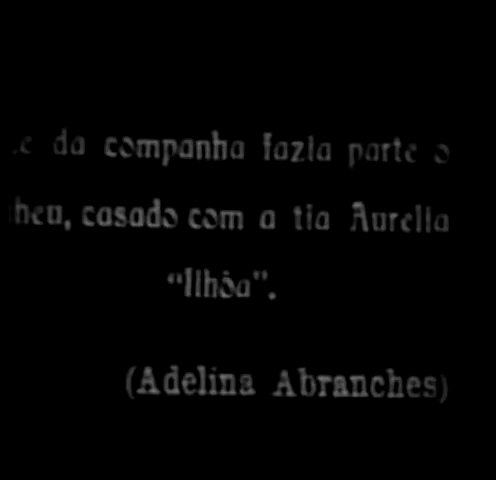 da companha fazia parte o
casado com a tia Aurelia
"Ilhôa".
(Adelina Abranches)